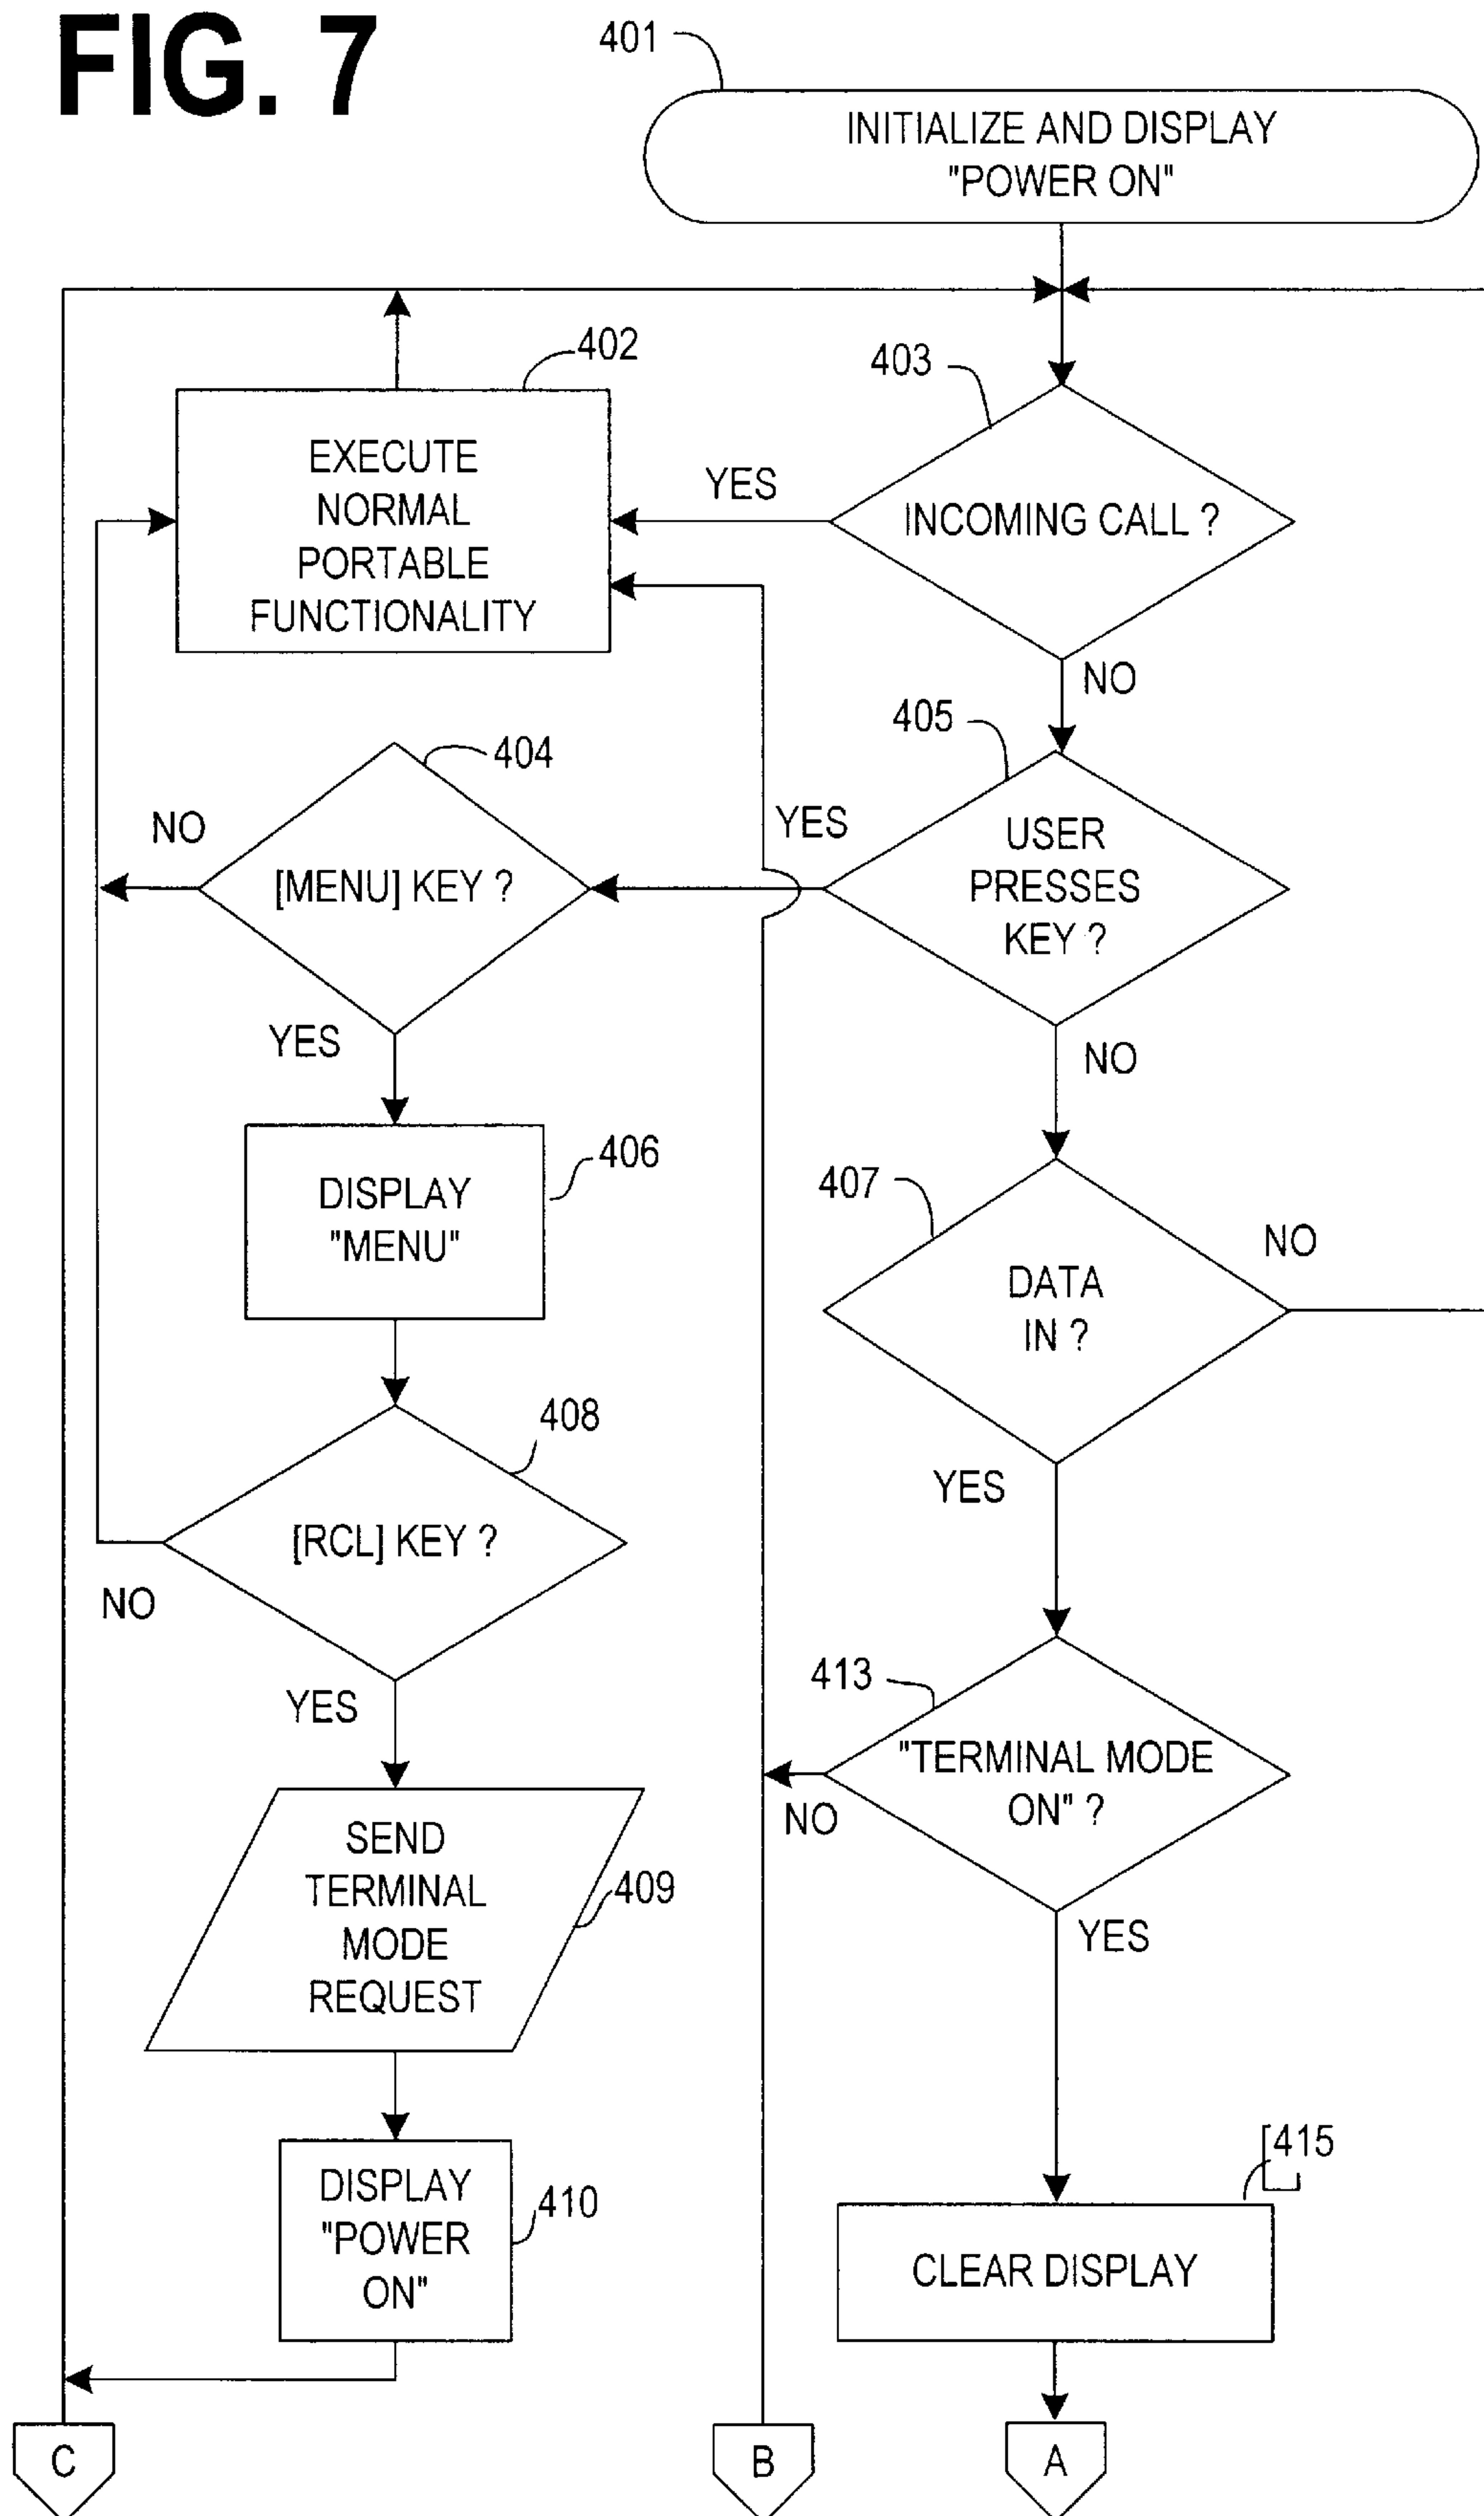 FIG. 7
401
INITIALIZE AND DISPLAY
"POWER ON"
402
EXECUTE
NORMAL
PORTABLE
FUNCTIONALITY
403
YES
INCOMING CALL ?
NO
404
NO
[MENU] KEY ?
YES
405
YES
USER
PRESSES
KEY ?
NO
406
DISPLAY
"MENU"
407
DATA
IN ?
NO
YES
408
[RCL] KEY ?
NO
YES
413
"TERMINAL MODE
ON" ?
NO
YES
SEND
TERMINAL
MODE
REQUEST
409
DISPLAY
"POWER
ON"
410
415
CLEAR DISPLAY
C
B
A